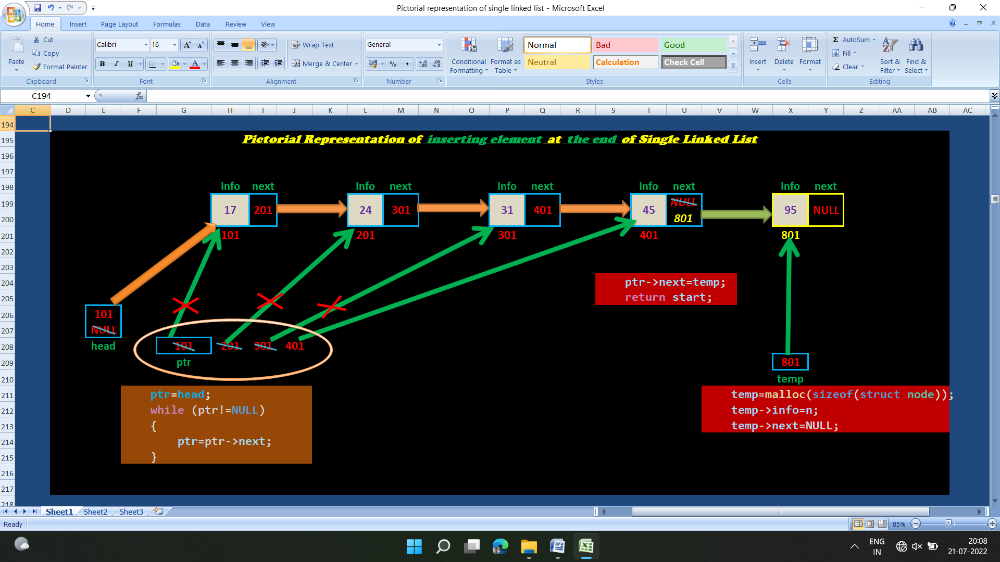 Pictorial representation of single linked list - Microsoft Excel
Home Insert Page Layout Formulas Data Review View
Paste
Cut
Copy
Format Painter
Clipboard
Calibri 16
B I U
Font
Wrap Text
Merge & Center
Alignment
General
Number
Conditional Formatting
Format as Table
Normal Bad Good
Neutral Calculation Check Cell
Styles
Insert Delete Format
Cells
AutoSum
Fill
Clear
Sort & Filter
Find & Select
Editing
C194 fx
C D E F G H I J K L M N O P Q R S T U V W X Y Z AA AB AC
194
195
196
197
198
199
200
201
202
203
204
205
206
207
208
209
210
211
212
213
214
215
216
217
218
Pictorial Representation of inserting element at the end of Single Linked List
info next info next info next info next info next
17 201 24 301 31 401 45 NULL 95 NULL
801
101 201 301 401 801
ptr->next=temp;
return start;
101
NULL
head
101 201 301 401
ptr
801
temp
ptr=head;
while (ptr!=NULL)
{
ptr=ptr->next;
}
temp=malloc(sizeof(struct node));
temp->info=n;
temp->next=NULL;
Sheet1 Sheet2 Sheet3
Ready 85%
ENG
IN
20:08
21-07-2022